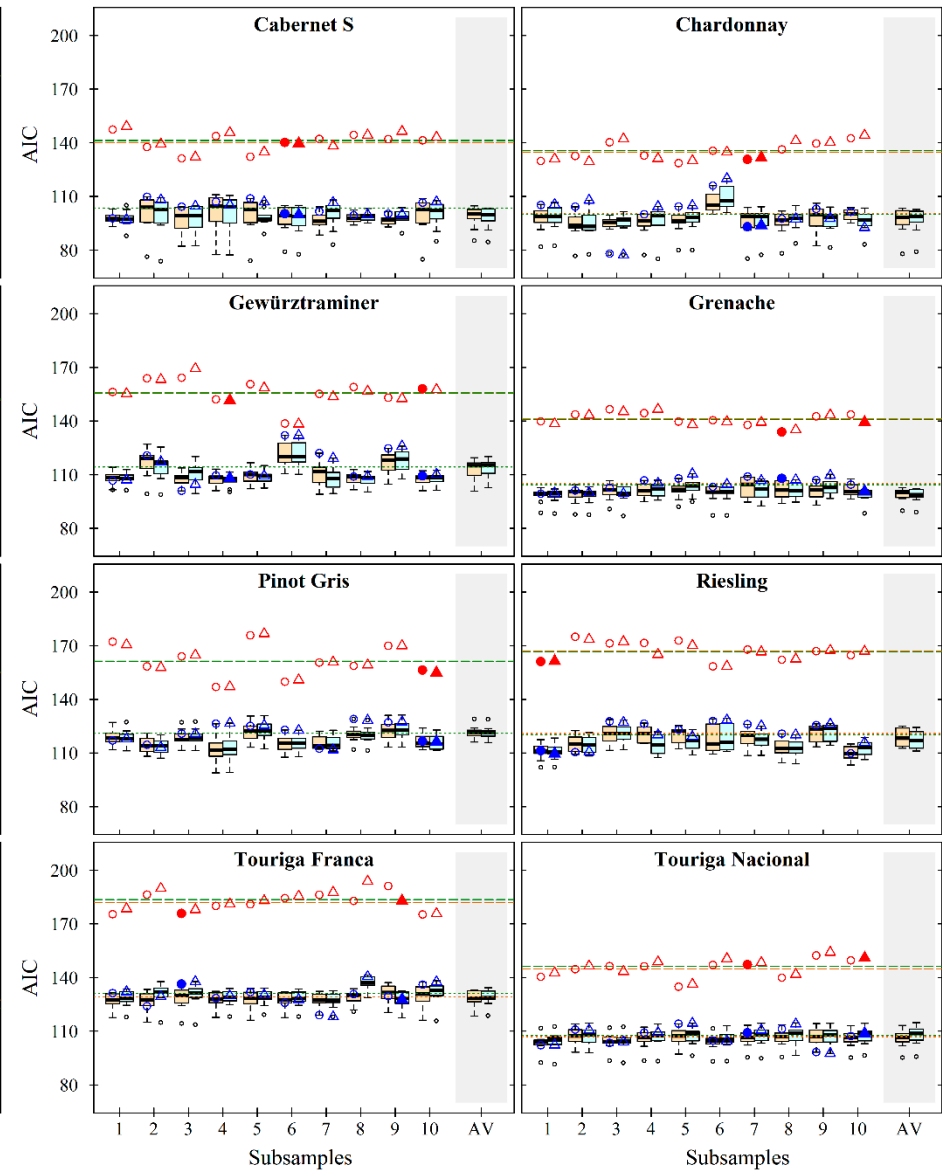 Cabernet S
Chardonnay
200
170
140
110
80
AIC
Gewürztraminer
Grenache
200
170
140
110
80
AIC
Pinot Gris
Riesling
200
170
140
110
80
AIC
Touriga Franca
Touriga Nacional
200
170
140
110
80
AIC
1 2 3 4 5 6 7 8 9 10 AV
1 2 3 4 5 6 7 8 9 10 AV
Subsamples
Subsamples